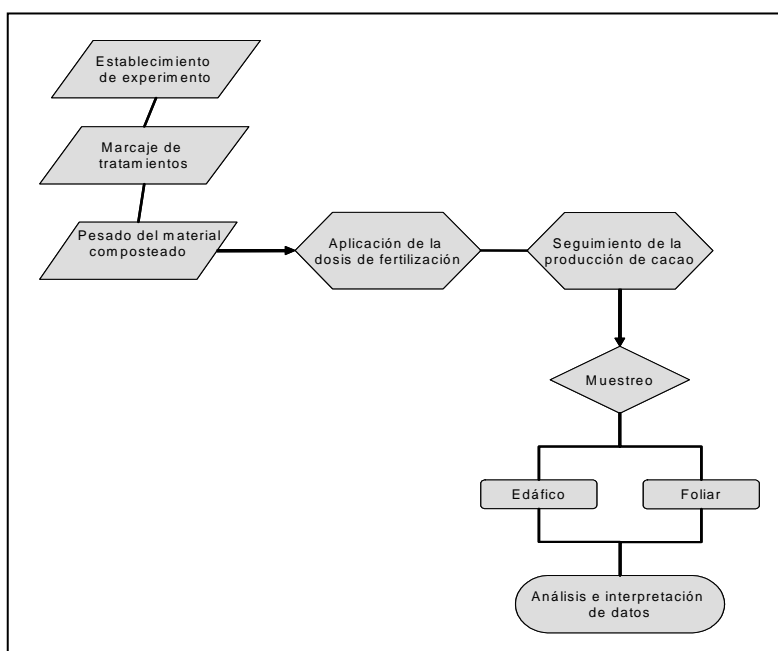 Establecimiento
de experimento
Marcaje de
tratamientos
Pesado del material
composteado
Aplicación de la
dosis de fertilización
Seguimiento de la
producción de cacao
Muestreo
Edáfico
Foliar
Análisis e interpretación
de datos